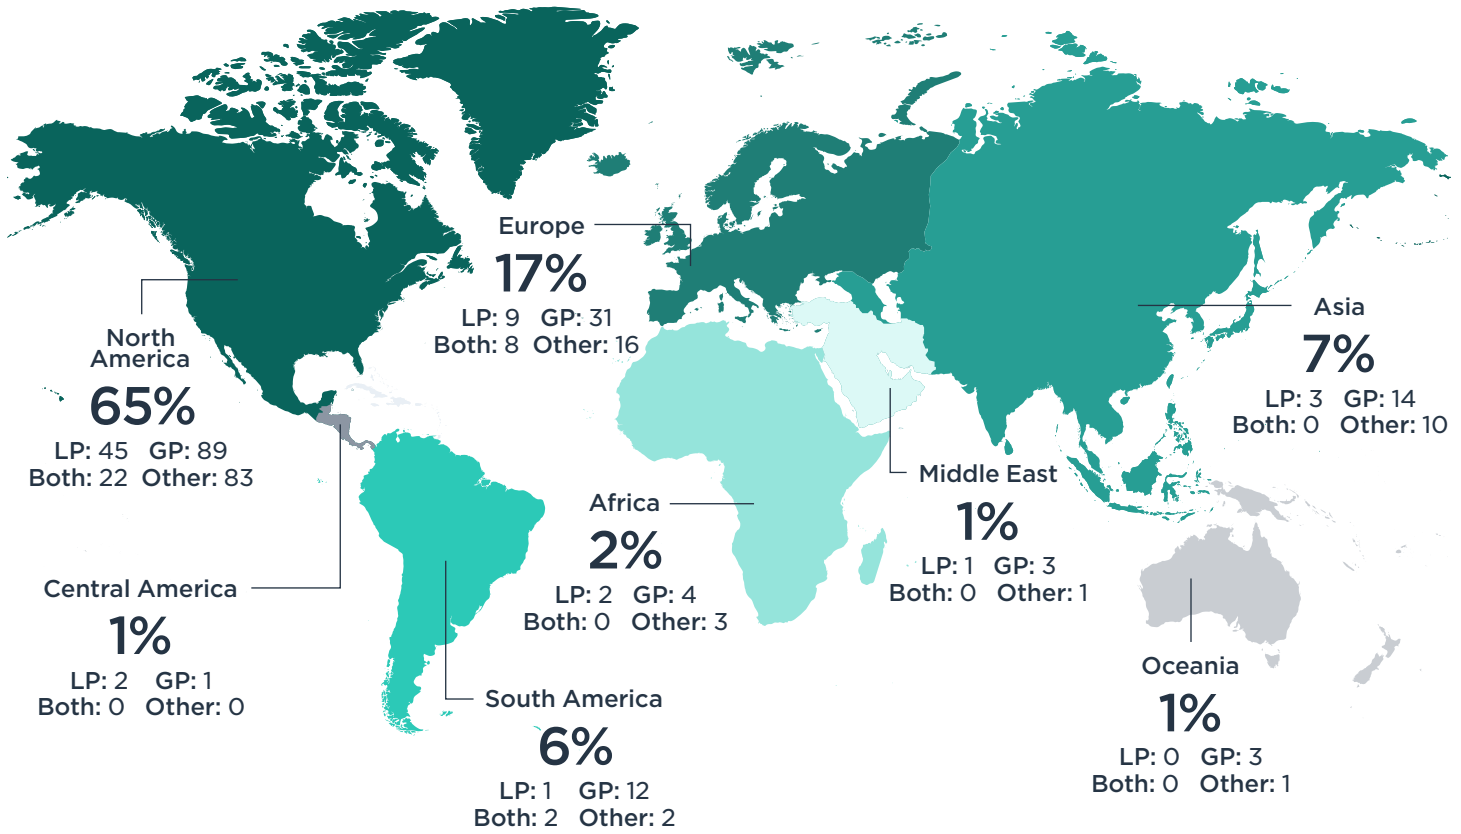 North
America
65%
LP: 45 GP: 89
Both: 22 Other: 83
Europe
17%
LP: 9 GP: 31
Both: 8 Other: 16
Asia
7%
LP: 3 GP: 14
Both: 0 Other: 10
Middle East
1%
LP: 1 GP: 3
Both: 0 Other: 1
Africa
2%
LP: 2 GP: 4
Both: 0 Other: 3
Central America
1%
LP: 2 GP: 1
Both: 0 Other: 0
South America
6%
LP: 1 GP: 12
Both: 2 Other: 2
Oceania
1%
LP: 0 GP: 3
Both: 0 Other: 1